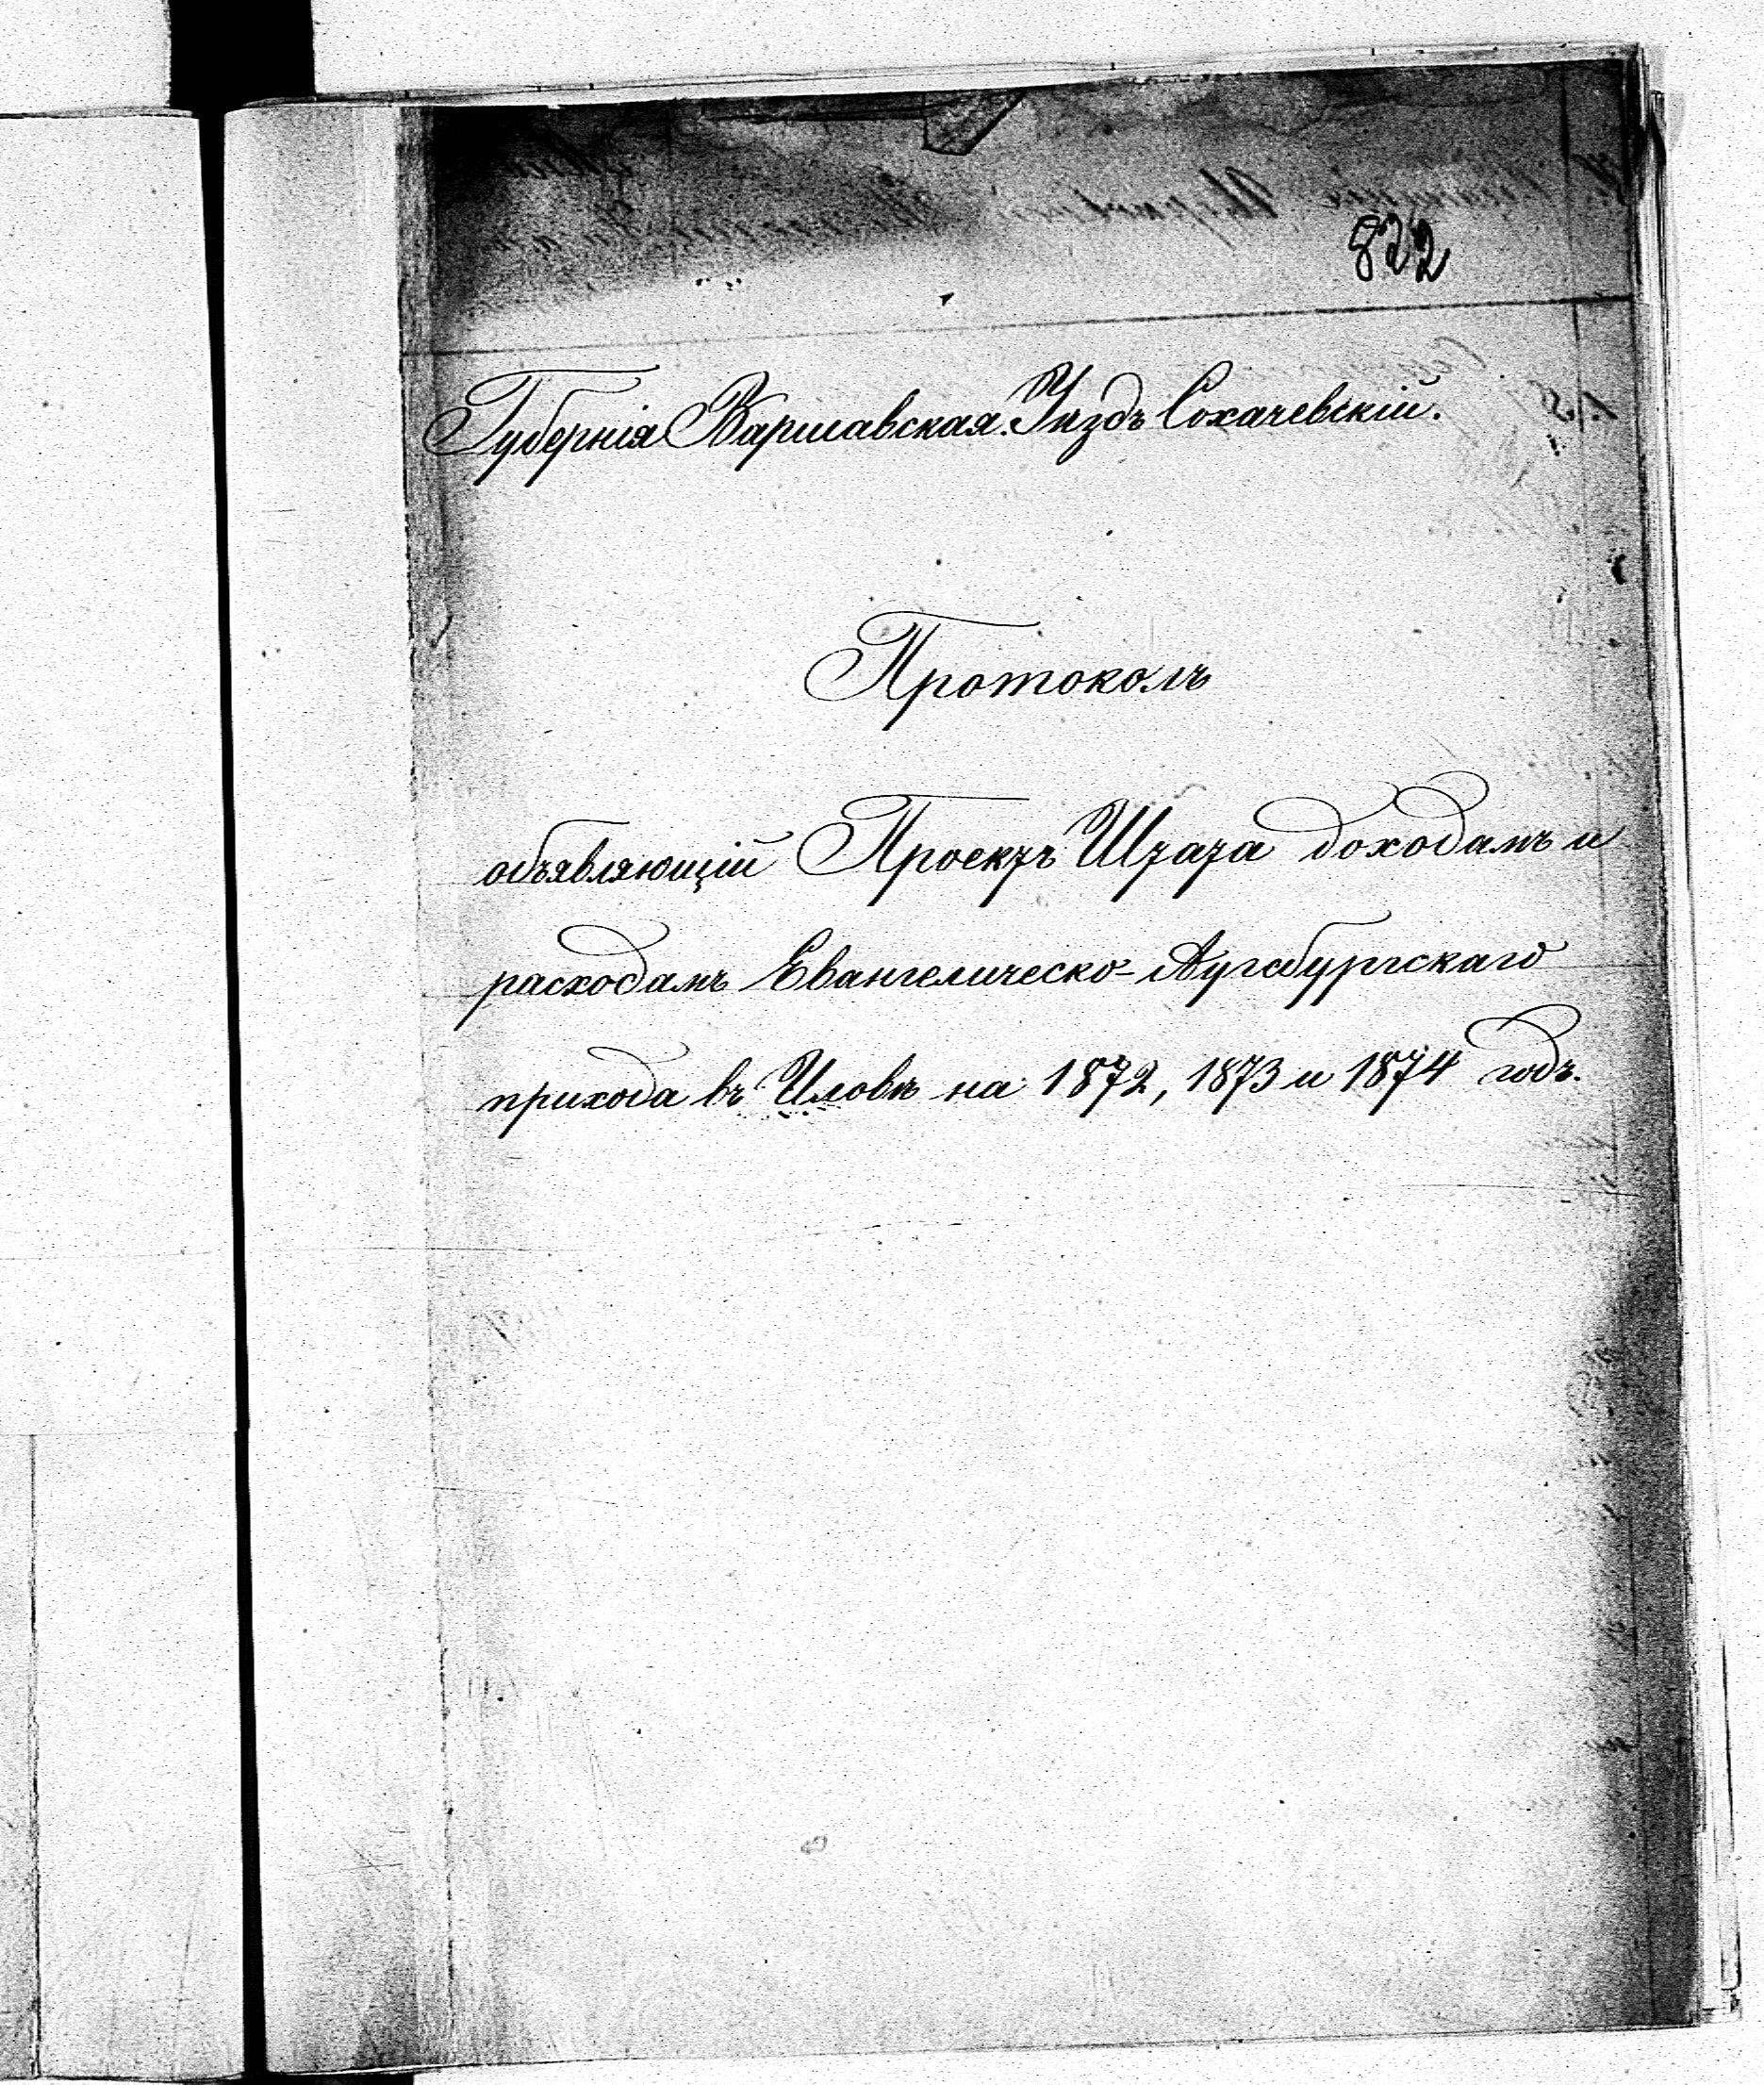 822
Губернія Варшавская. Уѣздъ Сохачевскій.
Протоколъ
объявляющій Проектъ Штата доходамъ и
расходамъ Евангелическо-Аугсбургскаго
прихода въ Иловѣ на 1872, 1873 и 1874 годъ.